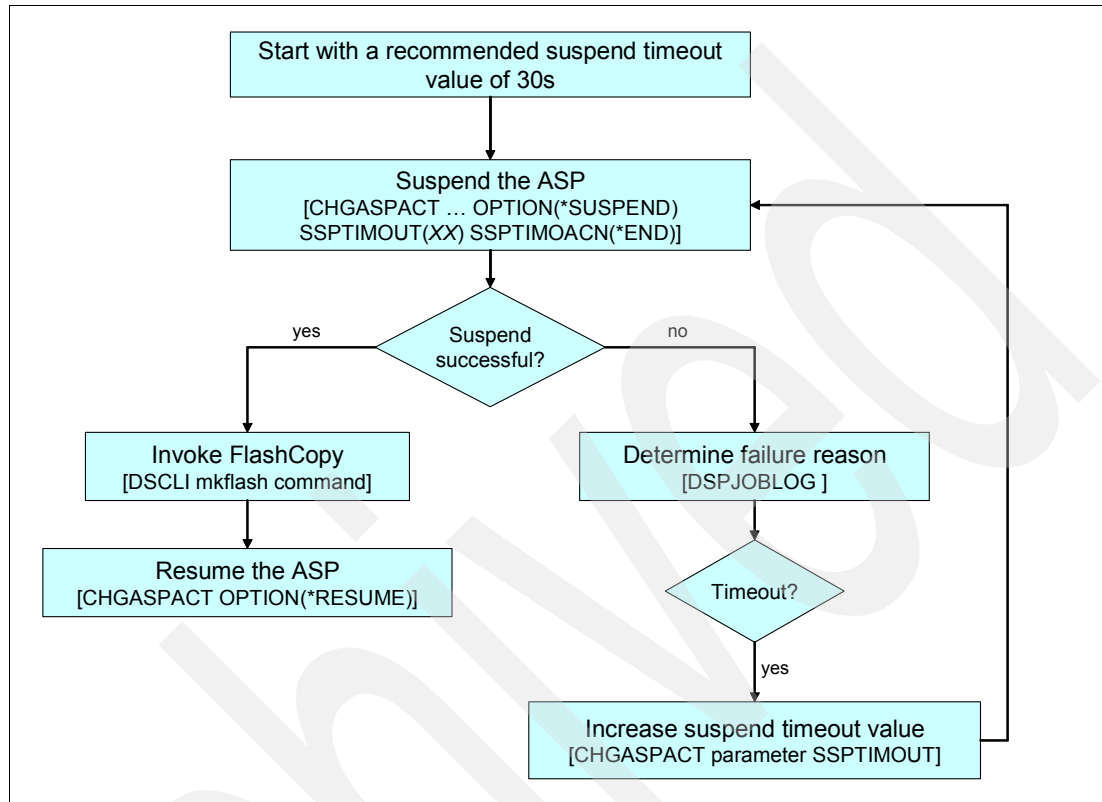 Start with a recommended suspend timeout
value of 30s
Suspend the ASP
[CHGASPACT … OPTION(*SUSPEND)
SSPTIMOUT(XX) SSPTIMOACN(*END)]
yes
Suspend
successful?
no
Invoke FlashCopy
[DSCLI mkflash command]
Determine failure reason
[DSPJOBLOG ]
Resume the ASP
[CHGASPACT OPTION(*RESUME)]
Timeout?
yes
Increase suspend timeout value
[CHGASPACT parameter SSPTIMOUT]
hived